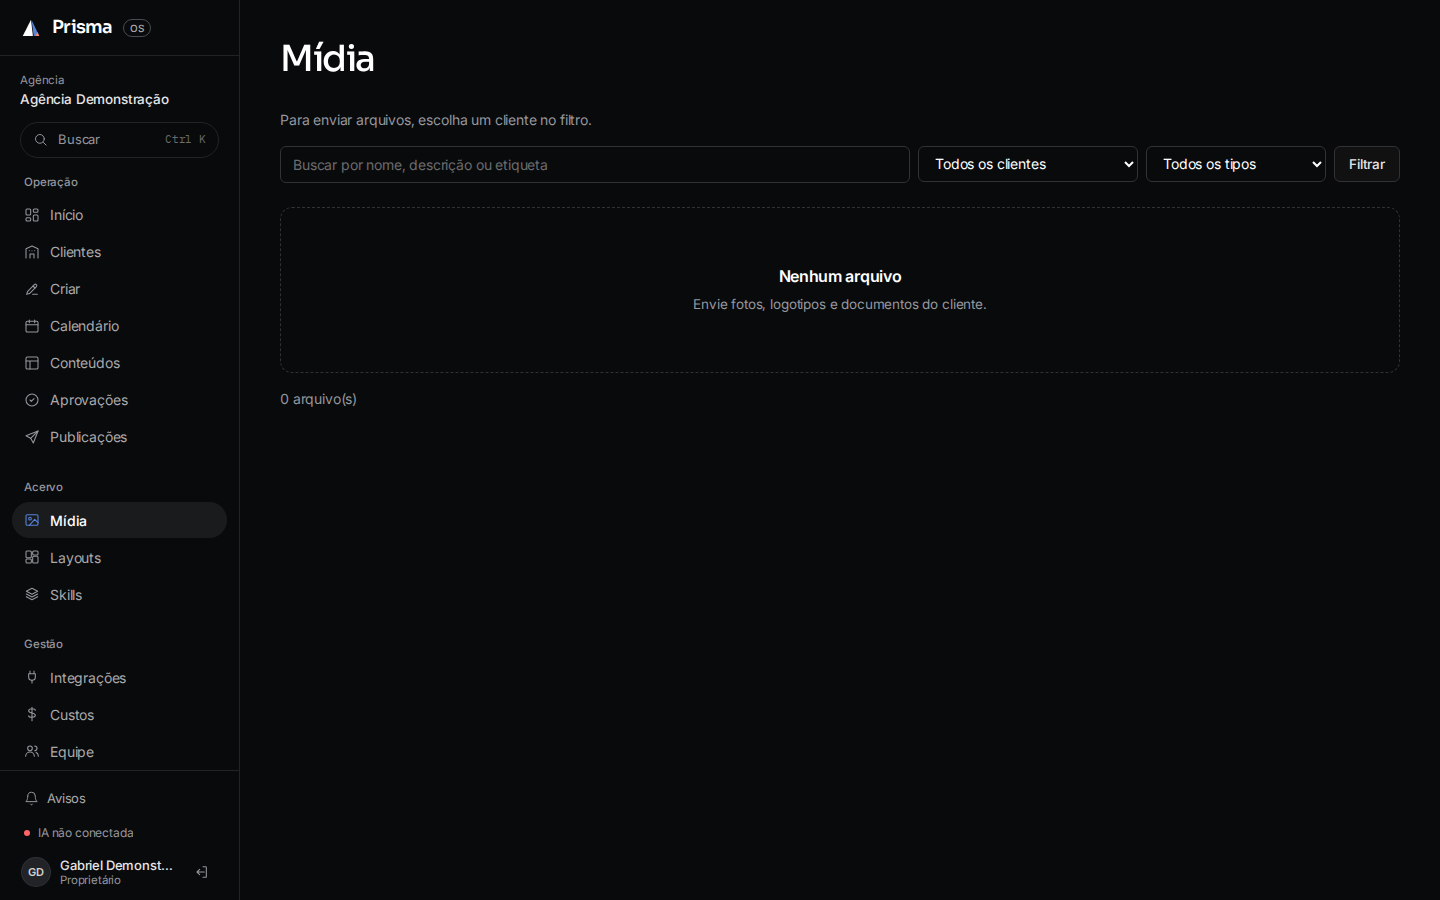 Prisma OS
Agência
Agência Demonstração
Buscar Ctrl K
Operação
Início
Clientes
Criar
Calendário
Conteúdos
Aprovações
Publicações
Acervo
Mídia
Layouts
Skills
Gestão
Integrações
Custos
Equipe
Avisos
IA não conectada
GD
Gabriel Demonst...
Proprietário
Mídia
Para enviar arquivos, escolha um cliente no filtro.
Buscar por nome, descrição ou etiqueta Todos os clientes Todos os tipos Filtrar
Nenhum arquivo
Envie fotos, logotipos e documentos do cliente.
0 arquivo(s)